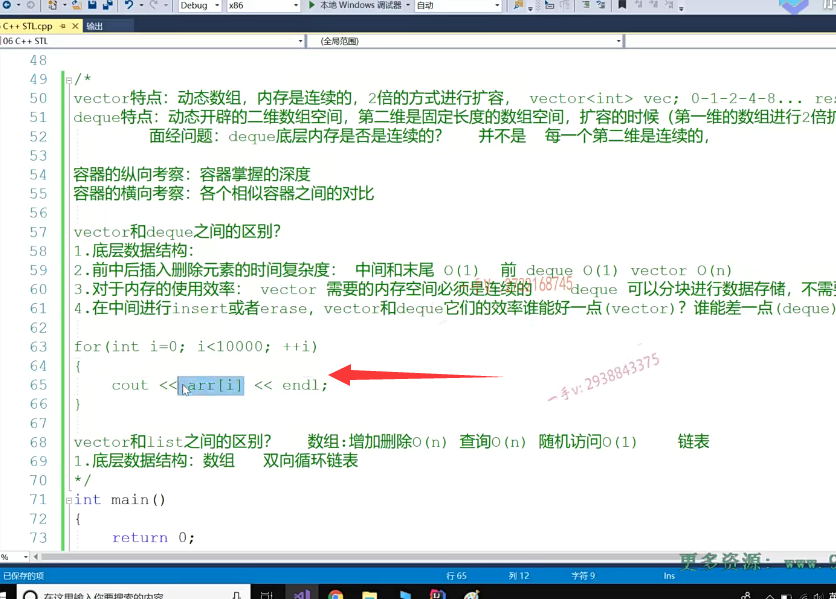 Debug x86 本地 Windows 调试器 自动
C++ STL.cpp 输出
06 C++ STL (全局范围)
48
49 /*
50 vector特点: 动态数组, 内存是连续的, 2倍的方式进行扩容, vector<int> vec; 0-1-2-4-8... res
51 deque特点: 动态开辟的二维数组空间, 第二维是固定长度的数组空间, 扩容的时候 (第一维的数组进行2倍扩
52 面经问题: deque底层内存是否是连续的? 并不是 每一个第二维是连续的,
53
54 容器的纵向考察: 容器掌握的深度
55 容器的横向考察: 各个相似容器之间的对比
56
57 vector和deque之间的区别?
58 1.底层数据结构:
59 2.前中后插入删除元素的时间复杂度: 中间和末尾 O(1) 前 deque O(1) vector O(n)
60 3.对于内存的使用效率: vector 需要的内存空间必须是连续的 deque 可以分块进行数据存储, 不需要
61 4.在中间进行insert或者erase, vector和deque它们的效率谁能好一点(vector)? 谁能差一点(deque)
62
63 for(int i=0; i<10000; ++i)
64 {
65 cout << arr[i] << endl;
66 }
67
68 vector和list之间的区别? 数组:增加删除O(n) 查询O(n) 随机访问O(1) 链表
69 1.底层数据结构: 数组 双向循环链表
70 */
71 int main()
72 {
73 return 0;
一手v: 2938843375
%
更多资源: www.
已保存的项 行 65 列 12 字符 9 Ins
在这里输入你要搜索的内容